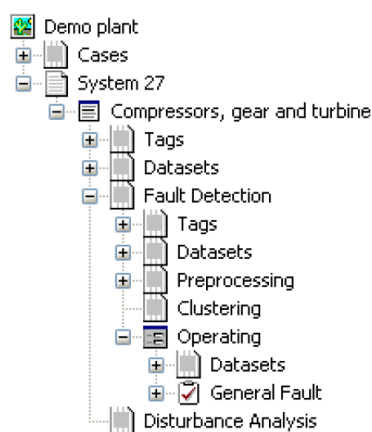 Demo plant
Cases
System 27
Compressors, gear and turbine
Tags
Datasets
Fault Detection
Tags
Datasets
Preprocessing
Clustering
Operating
Datasets
General Fault
Disturbance Analysis